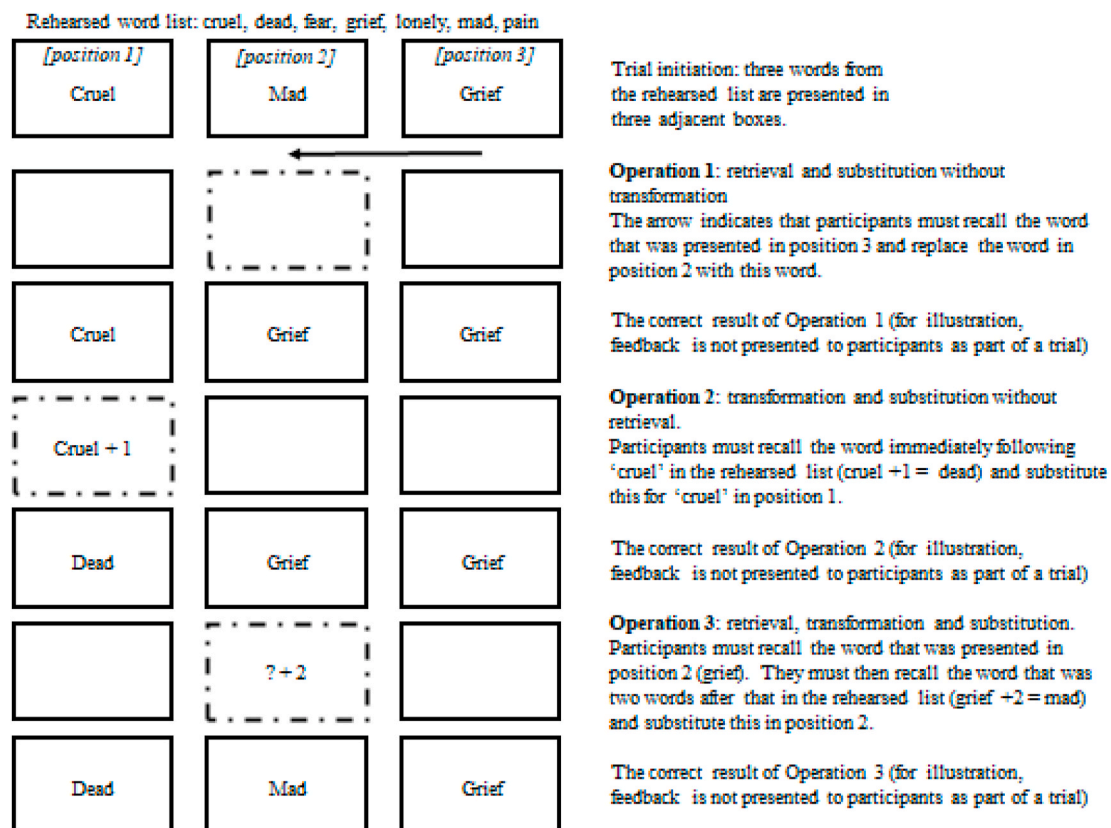 Rehearsed word list: cruel, dead, fear, grief, lonely, mad, pain
[position 1]
Cruel
[position 2]
Mad
[position 3]
Grief
Trial initiation: three words from
the rehearsed list are presented in
three adjacent boxes.
Operation 1: retrieval and substitution without
transformation
The arrow indicates that participants must recall the word
that was presented in position 3 and replace the word in
position 2 with this word.
Cruel
Grief
Grief
The correct result of Operation 1 (for illustration,
feedback is not presented to participants as part of a trial)
Cruel + 1
Operation 2: transformation and substitution without
retrieval.
Participants must recall the word immediately following
‘cruel’ in the rehearsed list (cruel +1 = dead) and substitute
this for ‘cruel’ in position 1.
Dead
Grief
Grief
The correct result of Operation 2 (for illustration,
feedback is not presented to participants as part of a trial)
? + 2
Operation 3: retrieval, transformation and substitution.
Participants must recall the word that was presented in
position 2 (grief). They must then recall the word that was
two words after that in the rehearsed list (grief +2 = mad)
and substitute this in position 2.
Dead
Mad
Grief
The correct result of Operation 3 (for illustration,
feedback is not presented to participants as part of a trial)